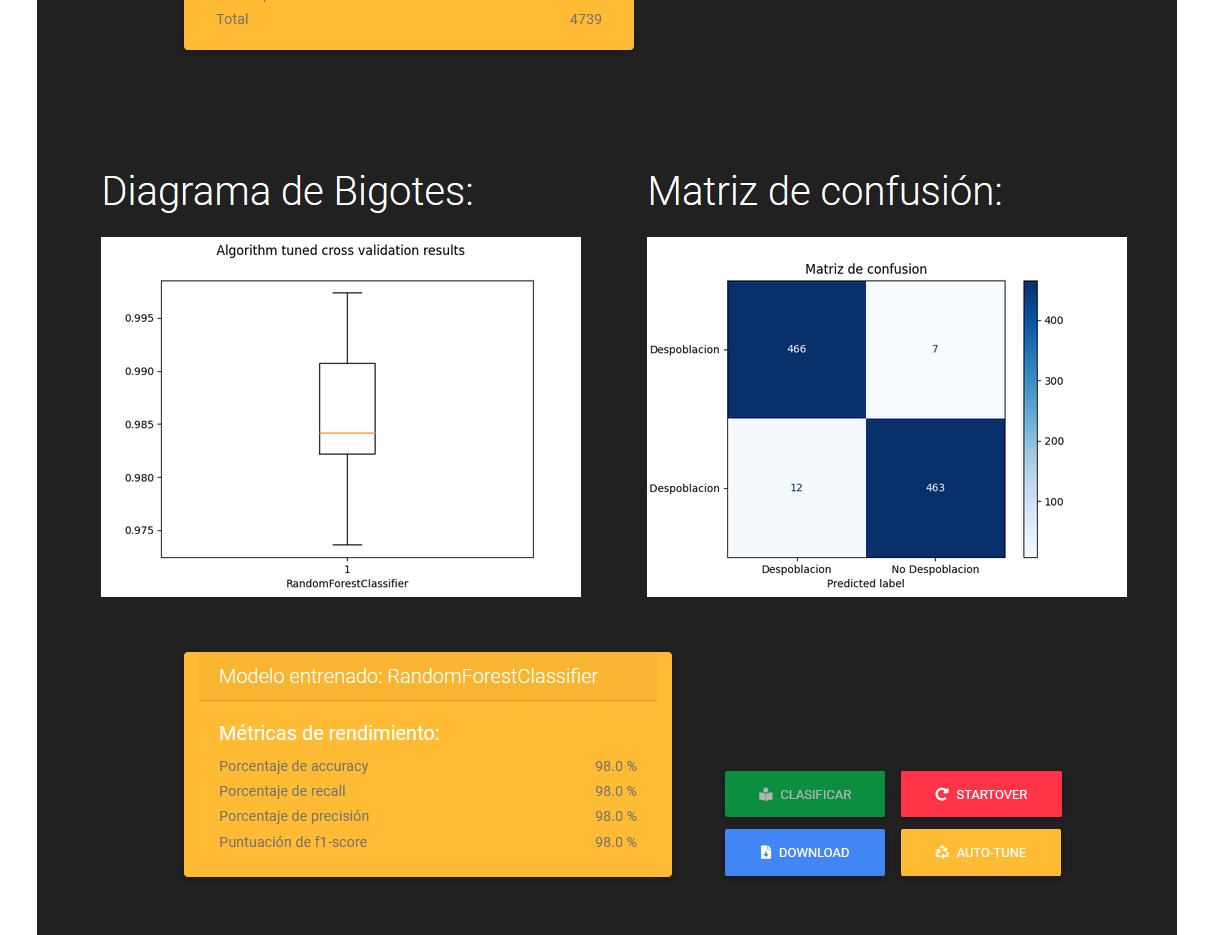 Total 4739
Diagrama de Bigotes:
Matriz de confusión:
Algorithm tuned cross validation results
0.995
0.990
0.985
0.980
0.975
1
RandomForestClassifier
Matriz de confusion
Despoblacion
466
7
Despoblacion
12
463
Despoblacion
No Despoblacion
Predicted label
400
300
200
100
Modelo entrenado: RandomForestClassifier
Métricas de rendimiento:
Porcentaje de accuracy 98.0 %
Porcentaje de recall 98.0 %
Porcentaje de precisión 98.0 %
Puntuación de f1-score 98.0 %
CLASIFICAR
STARTOVER
DOWNLOAD
AUTO-TUNE